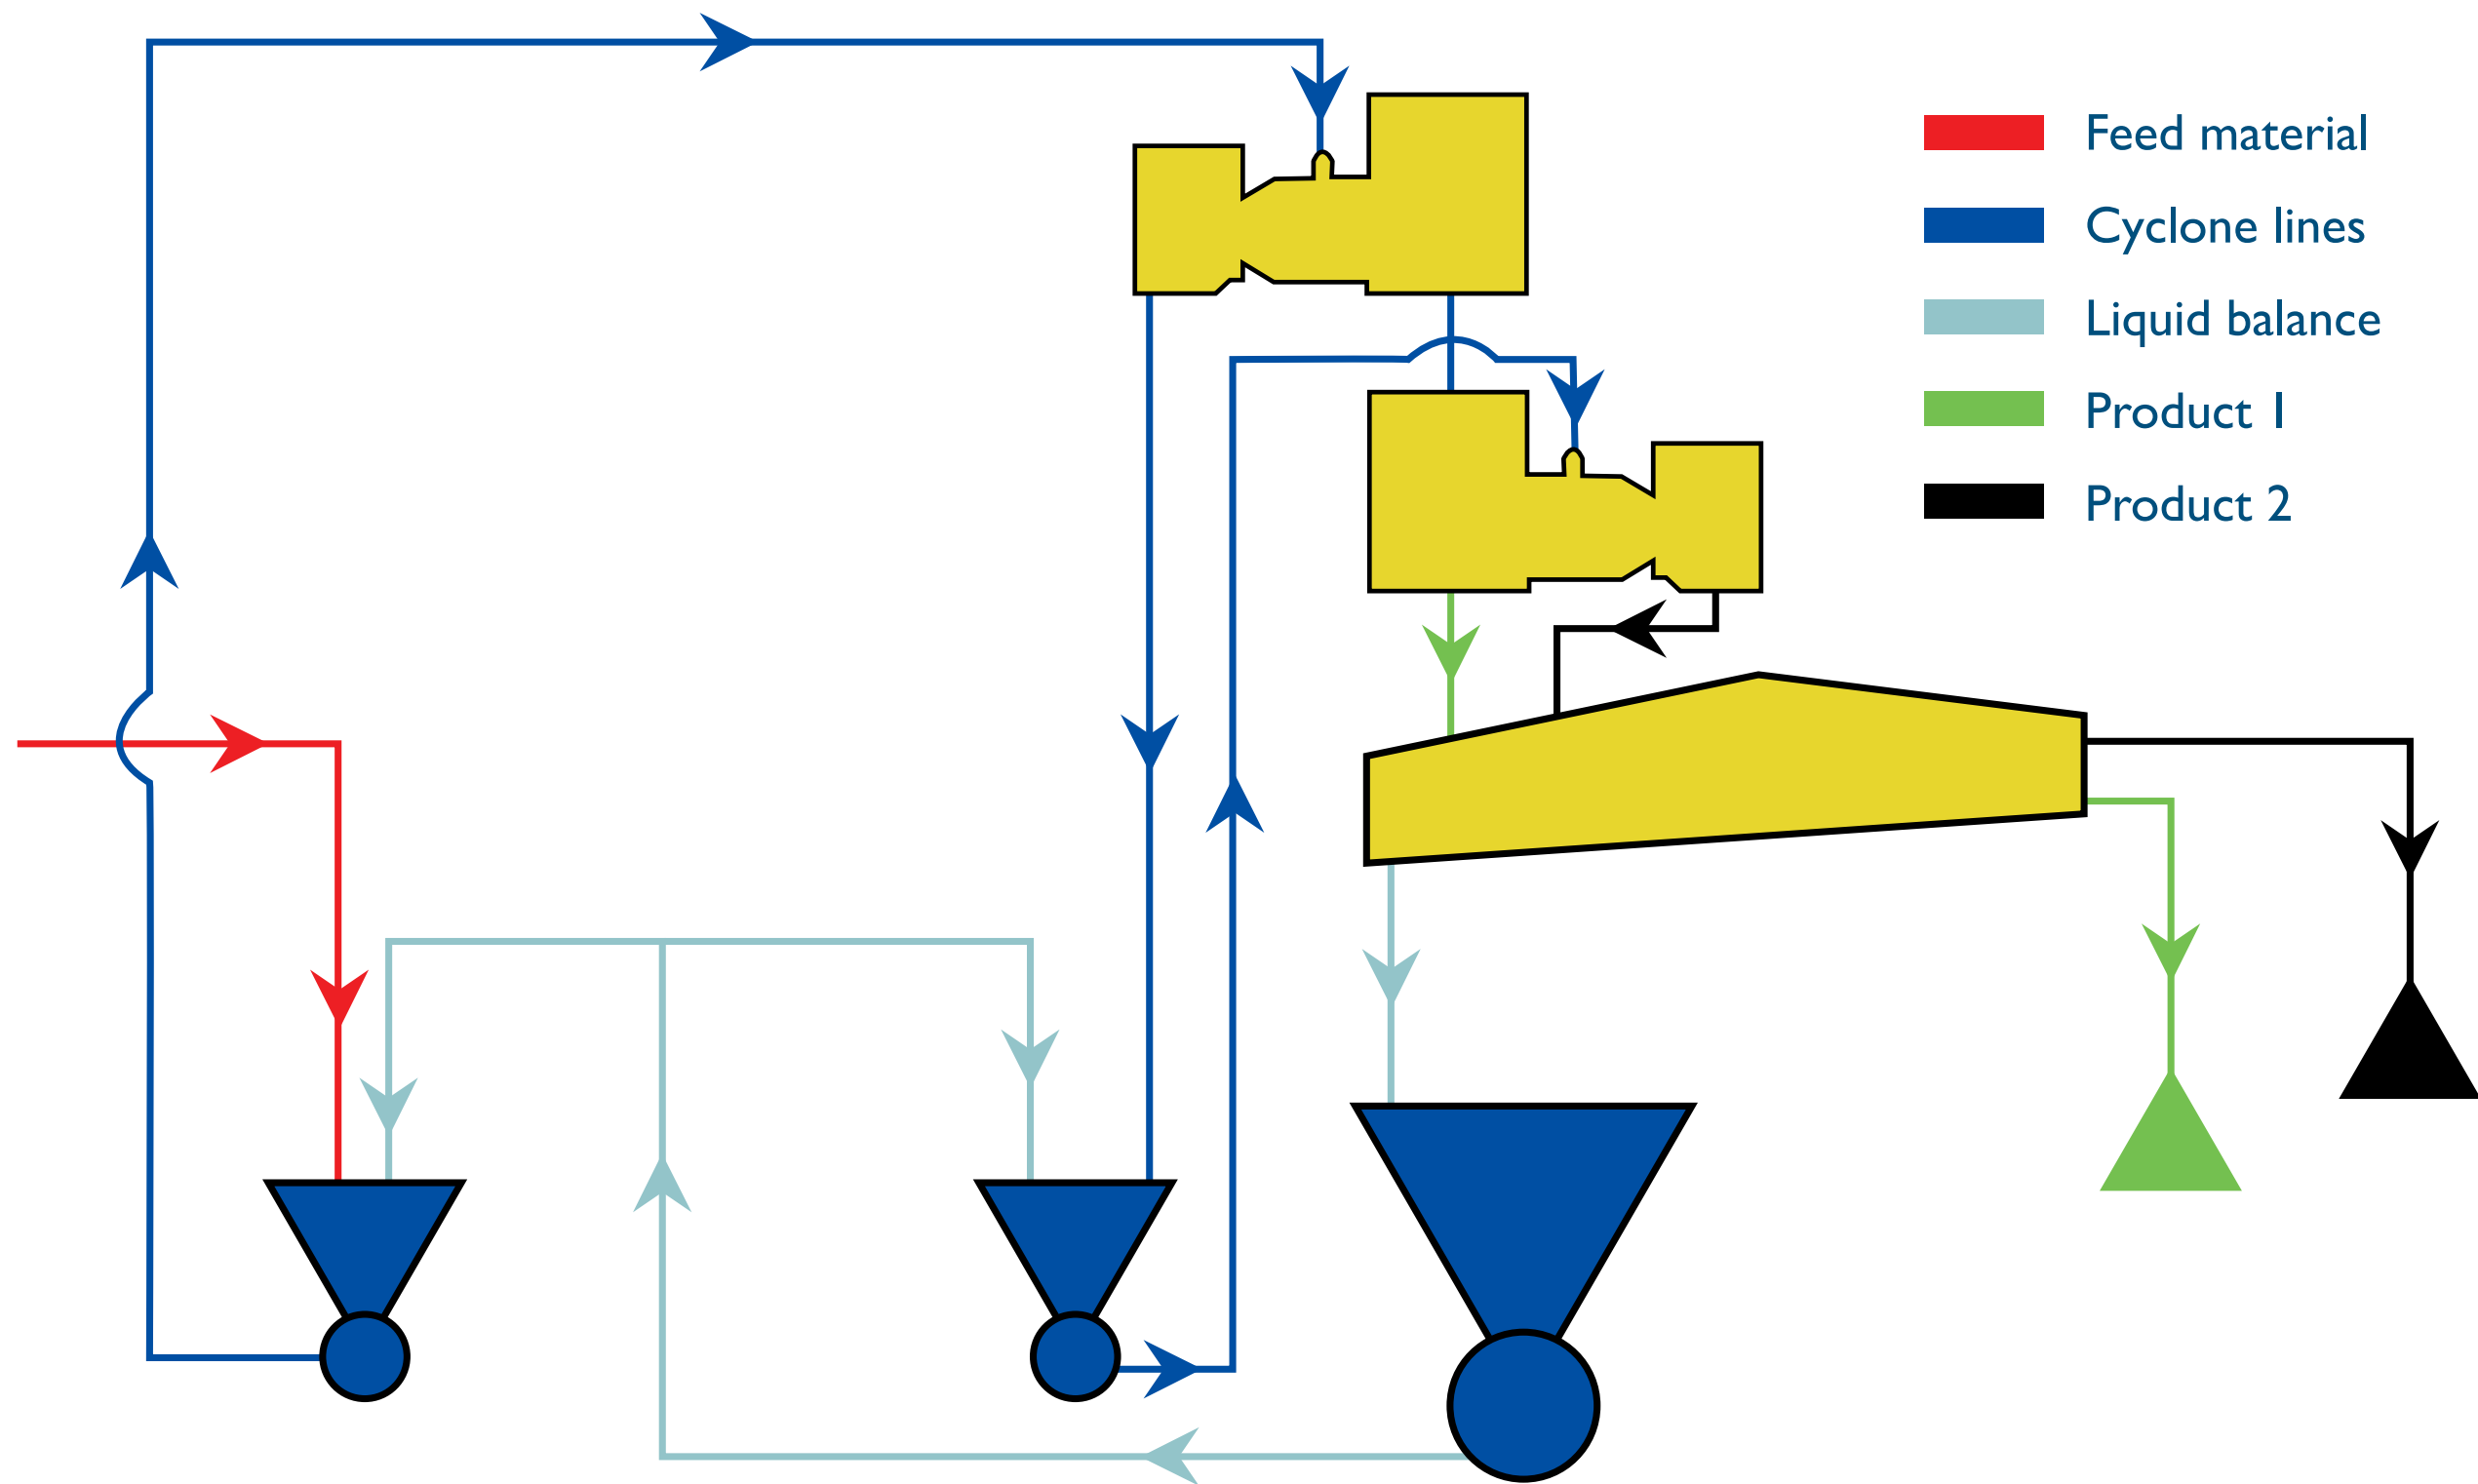 Feed material
Cyclone lines
Liquid balance
Product 1
Product 2